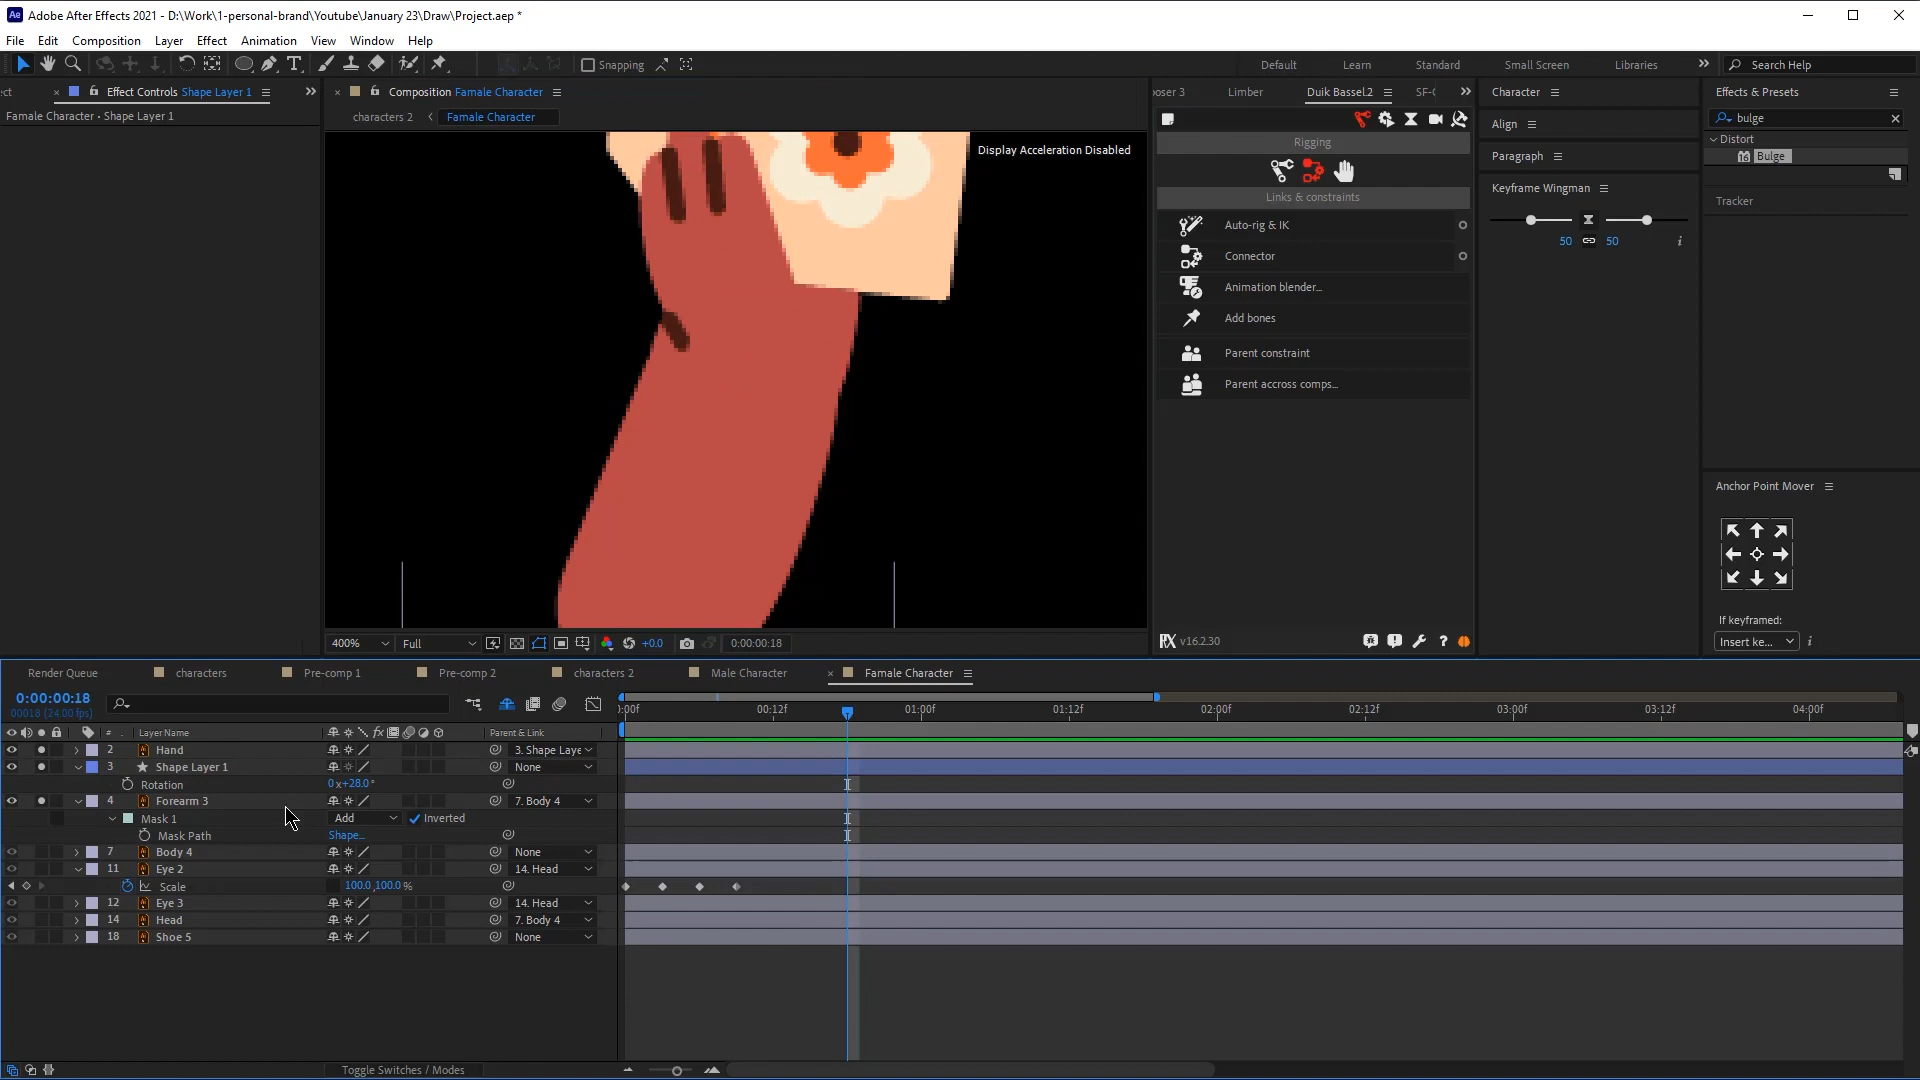 Ae Adobe After Effects 2021 - D:\Work\1-personal-brand\Youtube\January 23\Draw\Project.aep *
File Edit Composition Layer Effect Animation View Window Help
Snapping
Default Learn Standard Small Screen Libraries Search Help
ect × Effect Controls Shape Layer 1
Famale Character • Shape Layer 1
× Composition Famale Character
characters 2 Famale Character
Display Acceleration Disabled
400% Full +0.0 0:00:00:18
oser 3 Limber Duik Bassel.2 SF-
Rigging
Links & constraints
Auto-rig & IK
Connector
Animation blender...
Add bones
Parent constraint
Parent accross comps...
v16.2.30
Character
Align
Paragraph
Keyframe Wingman
50 50
Effects & Presets
bulge
Distort
16 Bulge
Tracker
Anchor Point Mover
If keyframed:
Insert ke...
Render Queue characters Pre-comp 1 Pre-comp 2 characters 2 Male Character × Famale Character
0:00:00:18
00018 (24.00 fps)
):00f 00:12f 01:00f 01:12f 02:00f 02:12f 03:00f 03:12f 04:00f
# . Layer Name fx Parent & Link
2 Hand 3. Shape Laye
3 Shape Layer 1 None
Rotation 0x+28.0°
4 Forearm 3 7. Body 4
Mask 1 Add Inverted
Mask Path Shape...
7 Body 4 None
11 Eye 2 14. Head
Scale 100.0,100.0%
12 Eye 3 14. Head
14 Head 7. Body 4
18 Shoe 5 None
Toggle Switches / Modes